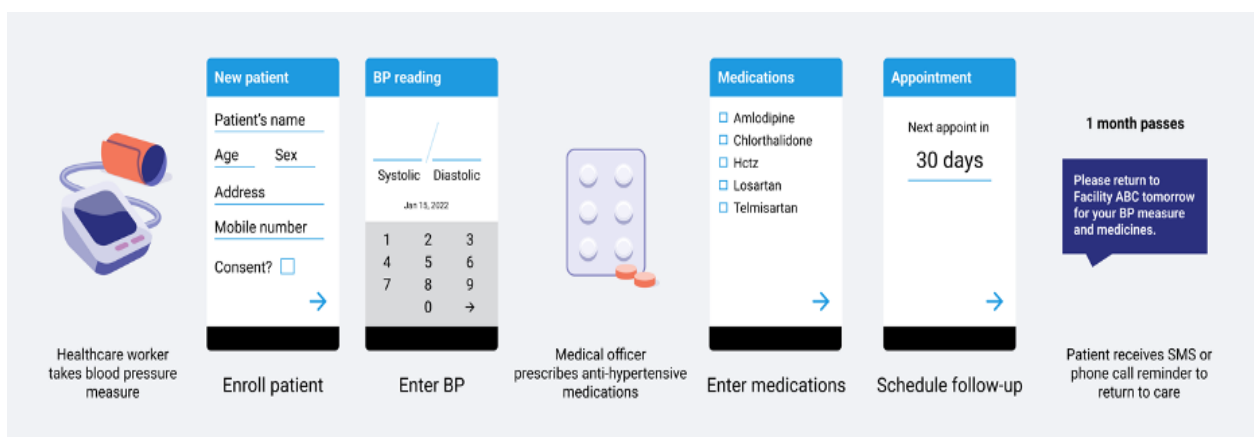 New patient
Patient's name
Age Sex
Address
Mobile number
Consent?
BP reading
Systolic Diastolic
Jan 15, 2022
1 2 3
4 5 6
7 8 9
0
Medications
Amlodipine
Chlorthalidone
Hctz
Losartan
Telmisartan
Appointment
Next appoint in
30 days
1 month passes
Please return to
Facility ABC tomorrow
for your BP measure
and medicines.
Healthcare worker
takes blood pressure
measure
Enroll patient
Enter BP
Medical officer
prescribes anti-hypertensive
medications
Enter medications
Schedule follow-up
Patient receives SMS or
phone call reminder to
return to care